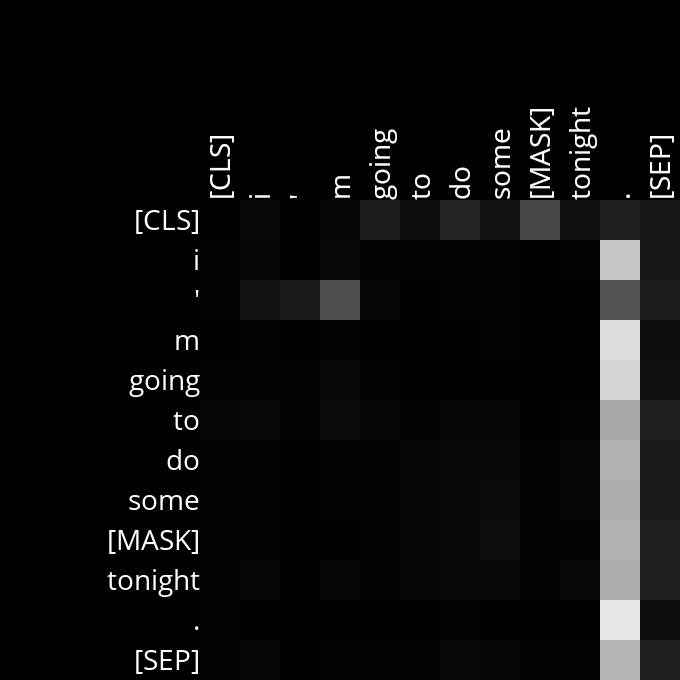 [CLS] i ' m going to do some [MASK] tonight . [SEP]
[CLS]
i
'
m
going
to
do
some
[MASK]
tonight
.
[SEP]